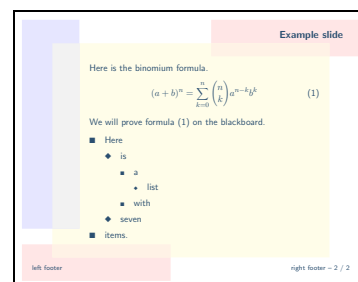 Example slide
Here is the binomium formula.
(a + b)^n = \sum_{k=0}^{n} \binom{n}{k} a^{n-k} b^k (1)
We will prove formula (1) on the blackboard.
■ Here
◆ is
■ a
• list
■ with
◆ seven
■ items.
left footer right footer – 2 / 2